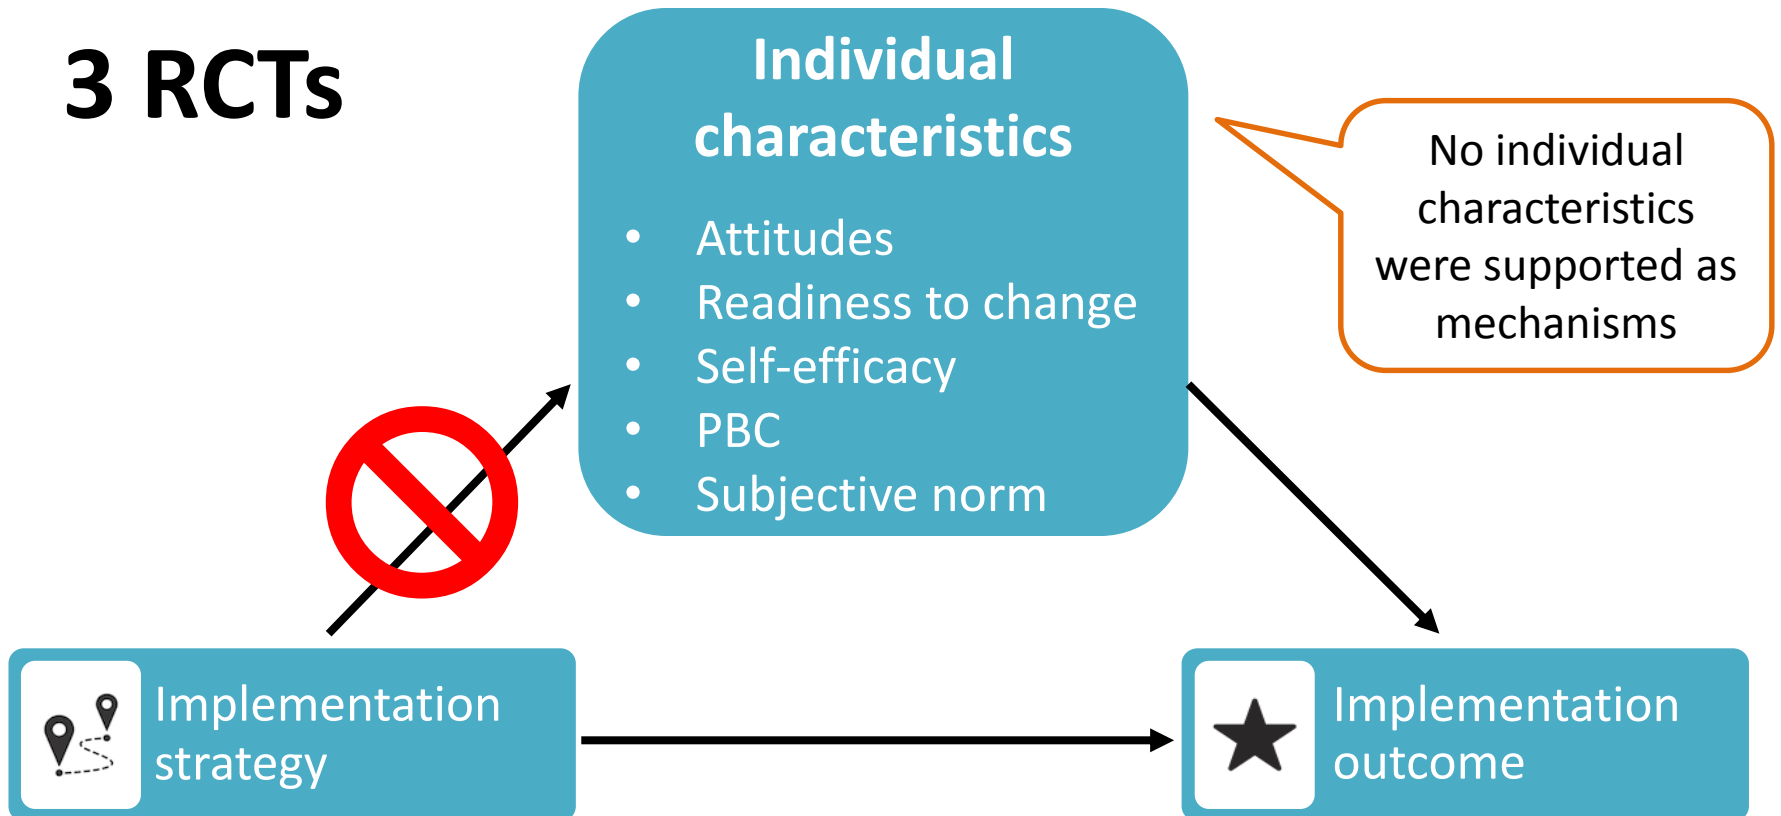 3 RCTs
Individual
characteristics
• Attitudes
• Readiness to change
• Self-efficacy
• PBC
• Subjective norm
No individual
characteristics
were supported as
mechanisms
Implementation
strategy
Implementation
outcome